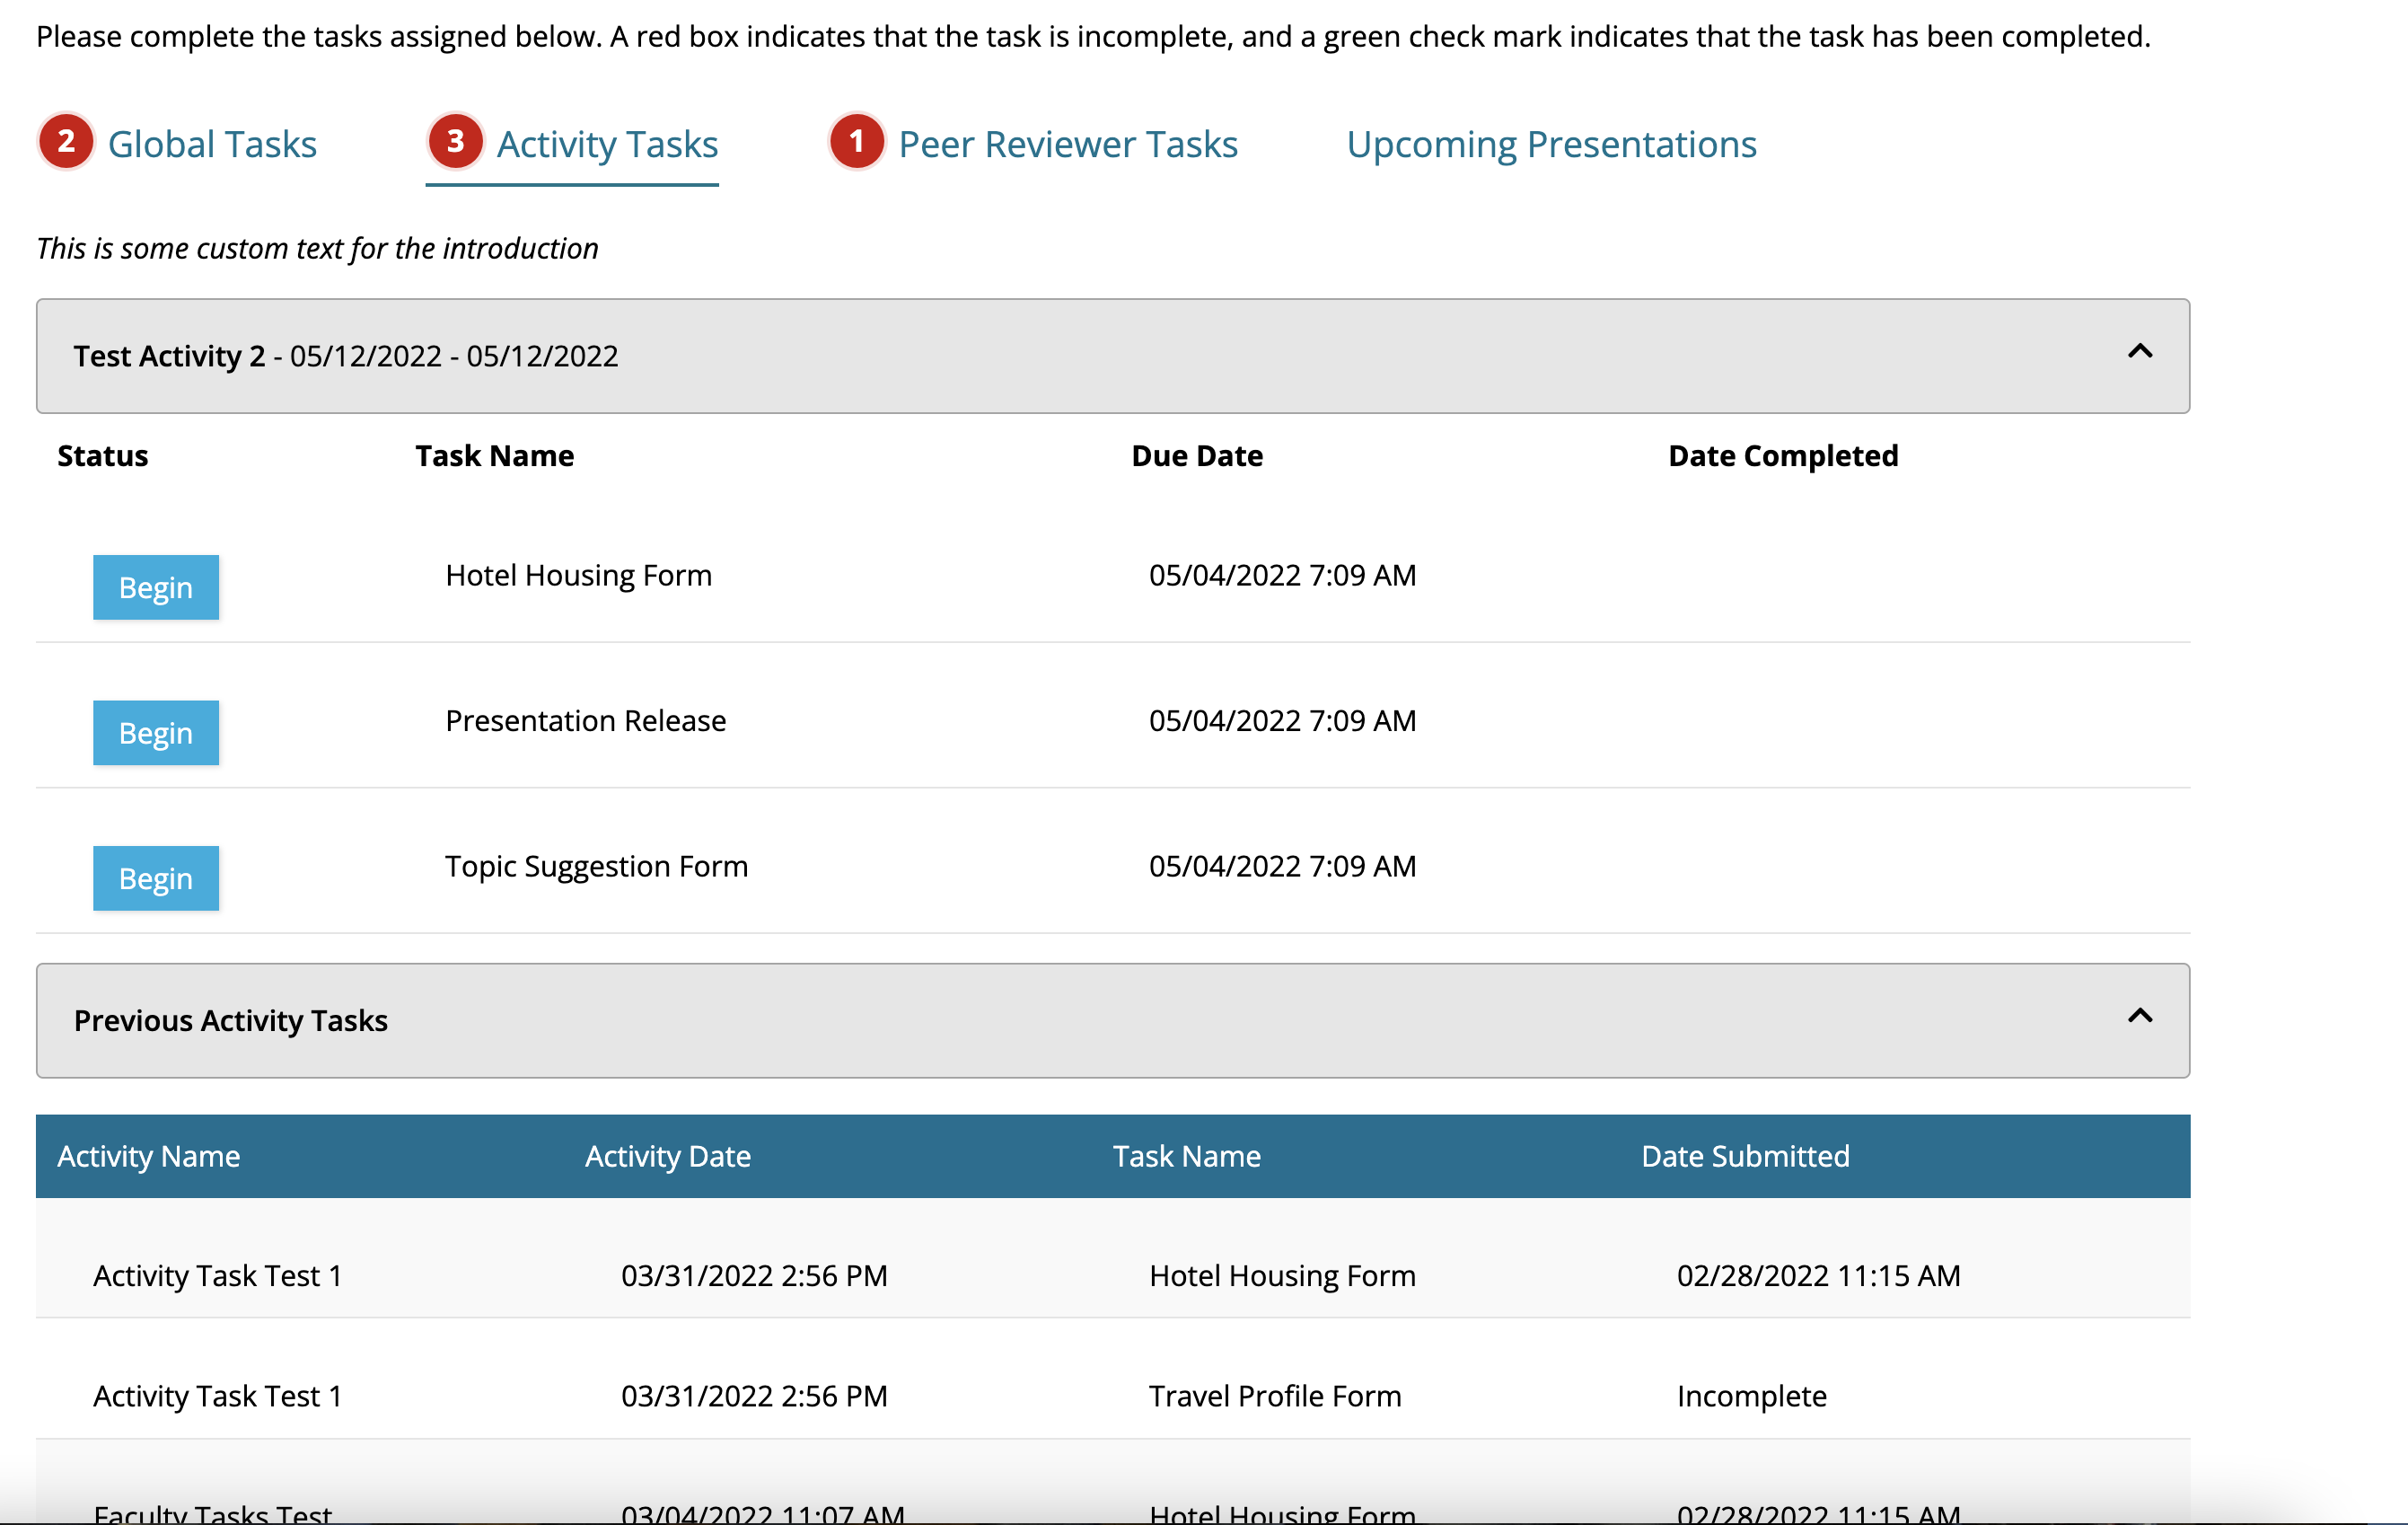 Please complete the tasks assigned below. A red box indicates that the task is incomplete, and a green check mark indicates that the task has been completed.
2 Global Tasks 3 Activity Tasks 1 Peer Reviewer Tasks Upcoming Presentations
This is some custom text for the introduction
Test Activity 2 - 05/12/2022 - 05/12/2022
Status Task Name Due Date Date Completed
Begin Hotel Housing Form 05/04/2022 7:09 AM
Begin Presentation Release 05/04/2022 7:09 AM
Begin Topic Suggestion Form 05/04/2022 7:09 AM
Previous Activity Tasks
Activity Name Activity Date Task Name Date Submitted
Activity Task Test 1 03/31/2022 2:56 PM Hotel Housing Form 02/28/2022 11:15 AM
Activity Task Test 1 03/31/2022 2:56 PM Travel Profile Form Incomplete
Faculty Tasks Test 03/04/2022 11:07 AM Hotel Housing Form 02/28/2022 11:15 AM